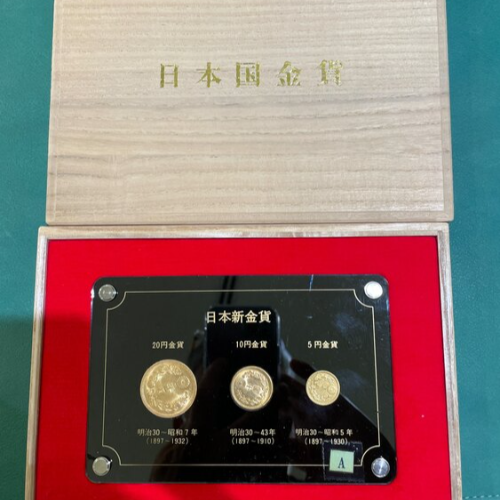 日本国金貨
日本新金貨
20円金貨 10円金貨 5円金貨
明治30～昭和7年 明治30～43年 明治30～昭和5年
(1897～1932) (1897～1910) (1897～1930)
A